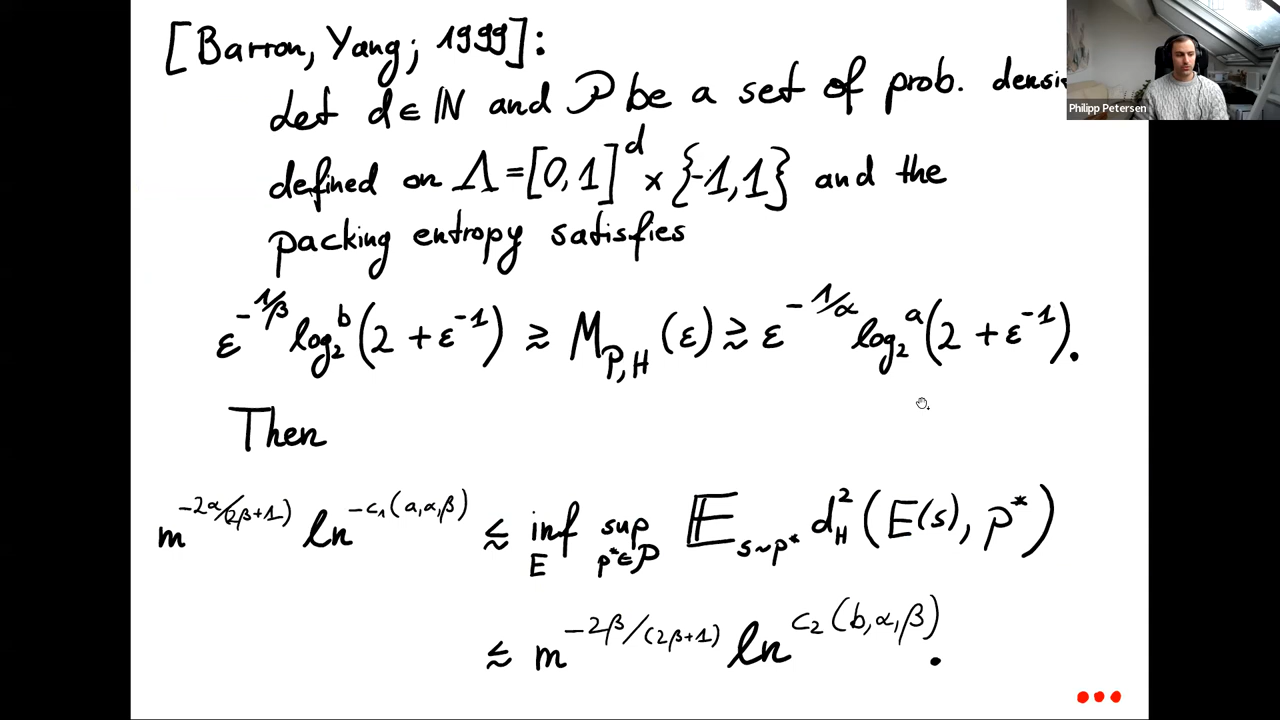 [Barron, Yang; 1999]:
Let d ∈ ℕ and 𝒫 be a set of prob.
defined on Λ = [0,1]^d × {-1,1} and the
packing entropy satisfies
ε^{-1/β} log₂^b (2 + ε^{-1}) ≳ M_{P,H}(ε) ≳ ε^{-1/α} log₂^a (2 + ε^{-1}).
Then
m^{-2α/(2β+1)} ln^{-c₁(a,α,β)} ≲ inf_E sup_{p*∈𝒫} 𝔼_{s∼p*} d_H^2 (E(s), p*)
≲ m^{-2β/(2β+1)} ln^{c₂(b,α,β)}.
Philipp Petersen